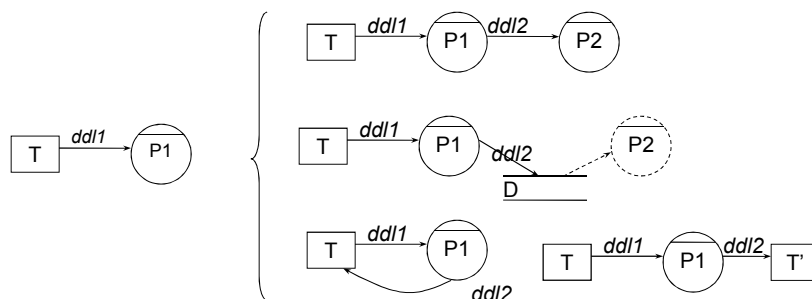 T ddl1 P1 ddl2 P2
T ddl1 P1
T ddl1 P1 ddl2 D P2
T ddl1 P1 ddl2
T ddl1 P1 ddl2 T'